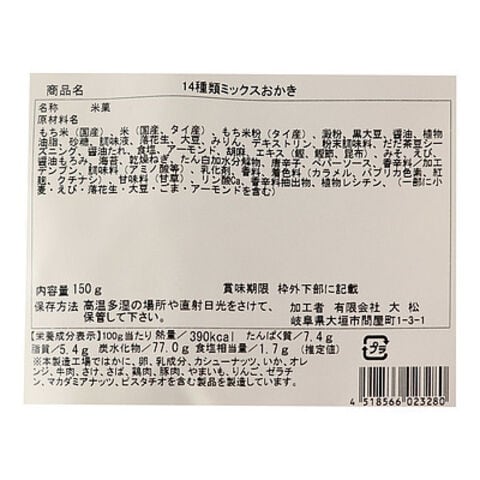 商品名 14種類ミックスおかき
名称 米菓
原材料名
もち米（国産）、米（国産、タイ産）、もち米粉（タイ産）、澱粉、黒大豆、醤油、植物
油脂、砂糖、調味液、落花生、大豆、みりん、デキストリン、粉末調味料、だだ茶豆シー
ズニング、醤油たれ、食塩、アーモンド、胡麻、エキス（鰹、鰹節、昆布）、みそ、えび、
醤油もろみ、海苔、乾燥ねぎ、たん白加水分解物、唐辛子、ペパーソース、香辛料／加工
デンプン、調味料（アミノ酸等）、乳化剤、香料、着色料（カラメル、パプリカ色素、紅
麹、クチナシ）、甘味料（甘草）、リン酸Ca、香辛料抽出物、植物レシチン、（一部に小
麦・えび・落花生・大豆・ごま・アーモンドを含む）
内容量 150g 賞味期限 枠外下部に記載
保存方法 高温多湿の場所や直射日光をさけて、 加工者 有限会社 大 松
保管して下さい。 岐阜県大垣市問屋町1-3-1
【栄養成分表示】100g当たり 熱量／390kcal たんぱく質／7.4g
脂質／5.4g 炭水化物／77.0g 食塩相当量／1.7g （推定値）
※本製造工場ではかに、卵、乳成分、カシューナッツ、いか、オレ
ンジ、牛肉、さけ、さば、鶏肉、豚肉、やまいも、りんご、ゼラチ
ン、マカダミアナッツ、ピスタチオを含む製品を製造しています。
プラ
4 518566 023280